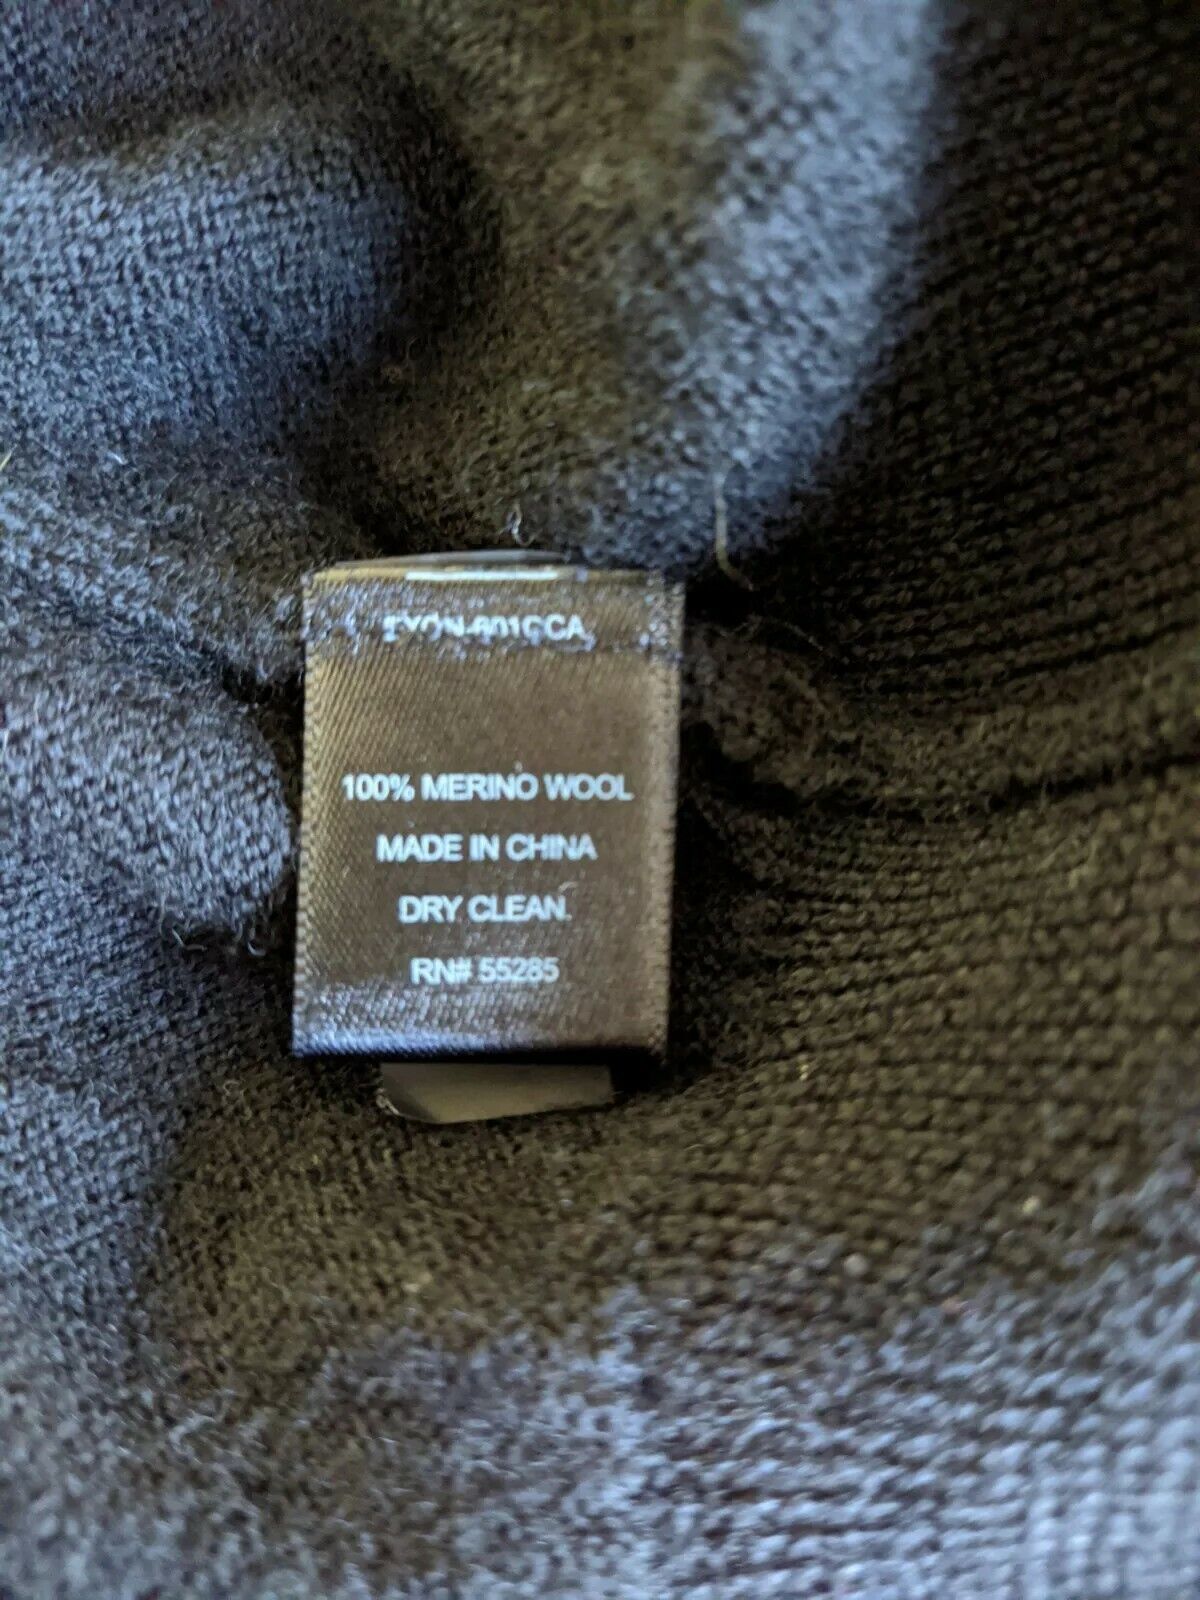 100% MERINO WOOL
MADE IN CHINA
DRY CLEAN
RN# 55285